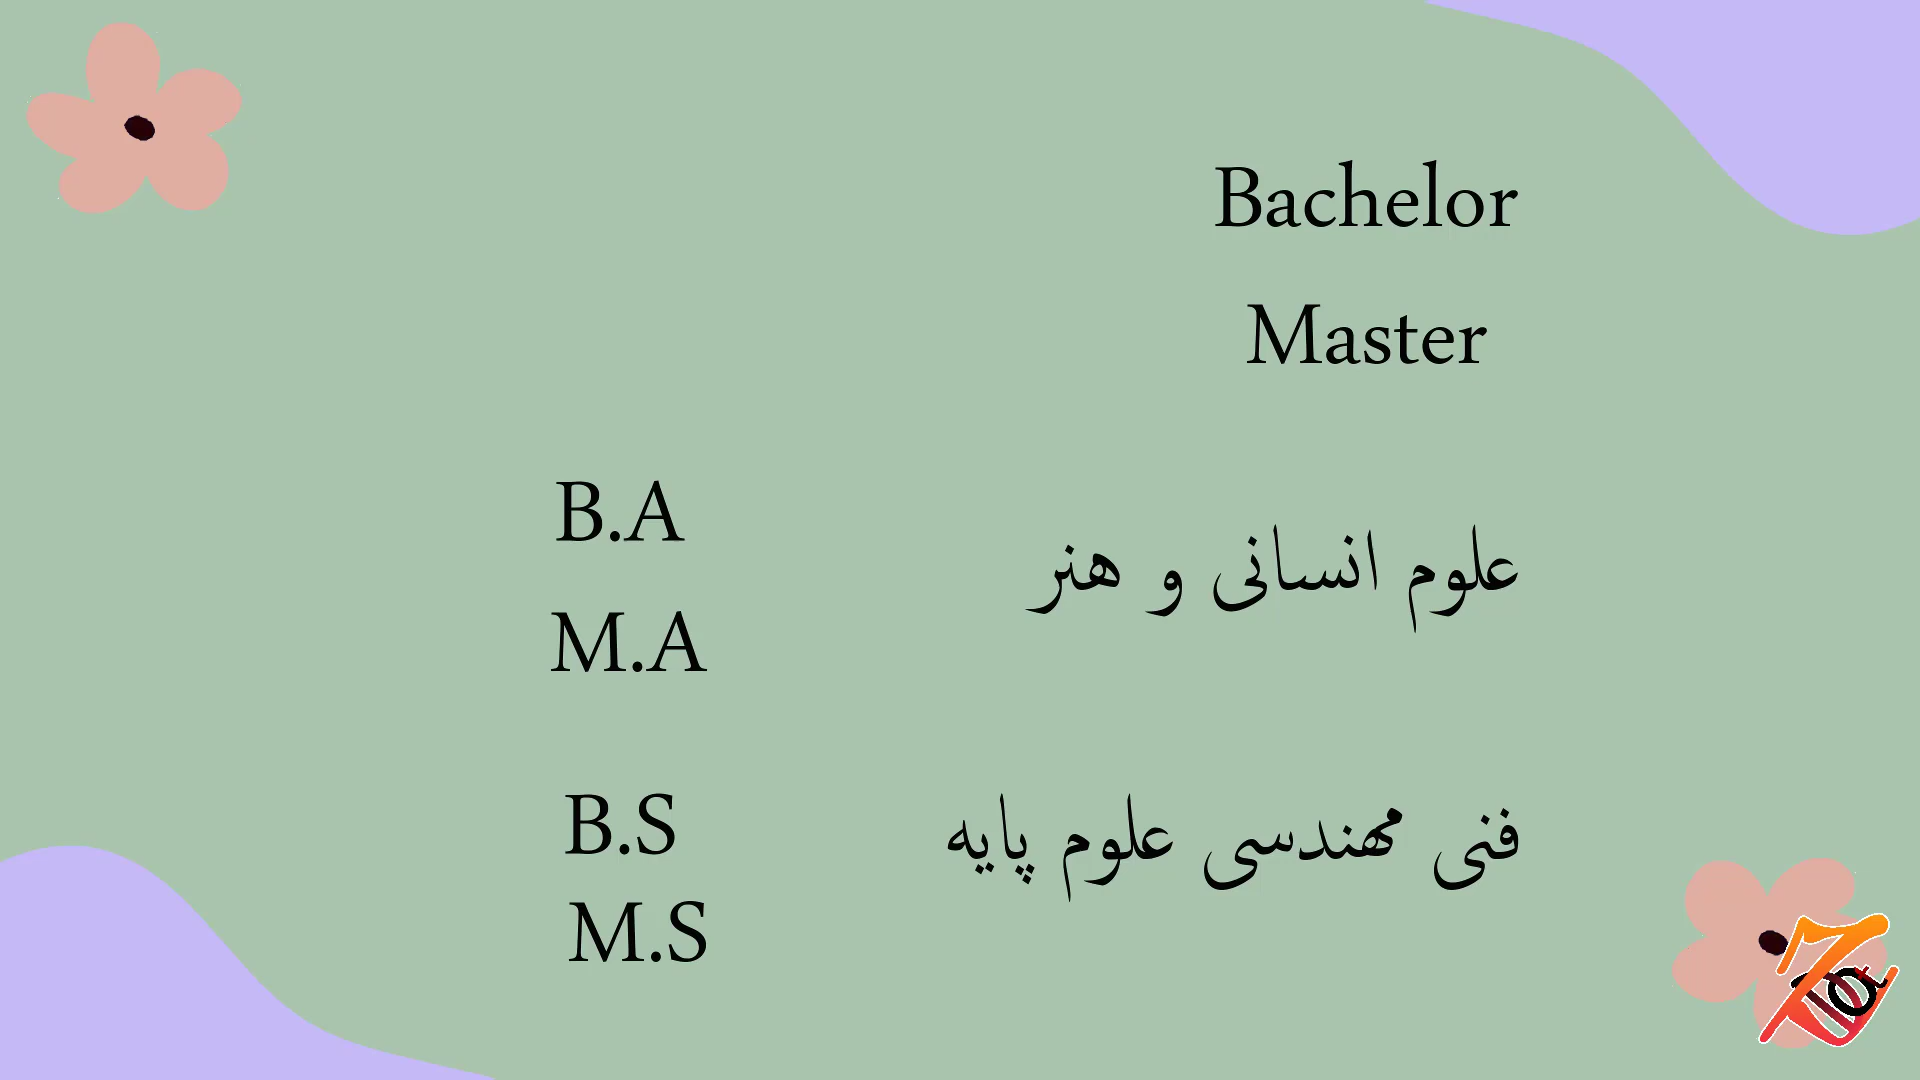 Bachelor
Master
B.A
علوم انسانی و هنر
M.A
B.S
فنی مهندسی علوم پایه
M.S